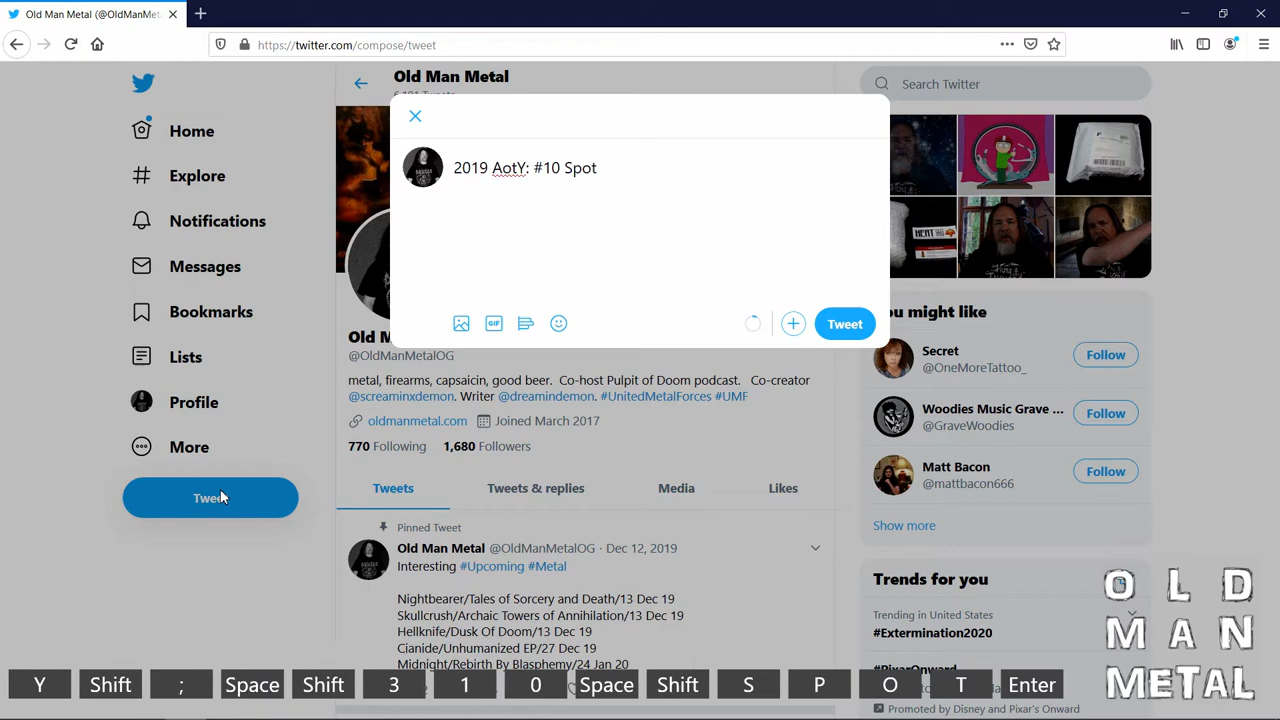 Old Man Metal (@OldManMet
https://twitter.com/compose/tweet
Old Man Metal
Search Twitter
Home
Explore
Notifications
Messages
Bookmarks
Lists
Profile
More
Tweet
2019 AotY: #10 Spot
GIF
Tweet
Old
@OldManMetalOG
metal, firearms, capsaicin, good beer. Co-host Pulpit of Doom podcast. Co-creator
@screaminxdemon. Writer @dreamindemon. #UnitedMetalForces #UMF
oldmanmetal.com Joined March 2017
770 Following 1,680 Followers
Tweets Tweets & replies Media Likes
Pinned Tweet
Old Man Metal @OldManMetalOG · Dec 12, 2019
Interesting #Upcoming #Metal
Nightbearer/Tales of Sorcery and Death/13 Dec 19
Skullcrush/Archaic Towers of Annihilation/13 Dec 19
Hellknife/Dusk Of Doom/13 Dec 19
Cianide/Unhumanized EP/27 Dec 19
Midnight/Rebirth By Blasphemy/24 Jan 20
You might like
Secret
@OneMoreTattoo_
Follow
Woodies Music Grave ...
@GraveWoodies
Follow
Matt Bacon
@mattbacon666
Follow
Show more
Trends for you
Trending in United States
#Extermination2020
#PixarOnward
Promoted by Disney and Pixar's Onward
Y Shift ; Space Shift 3 1 0 Space Shift S P O T Enter
OLD
MAN
METAL